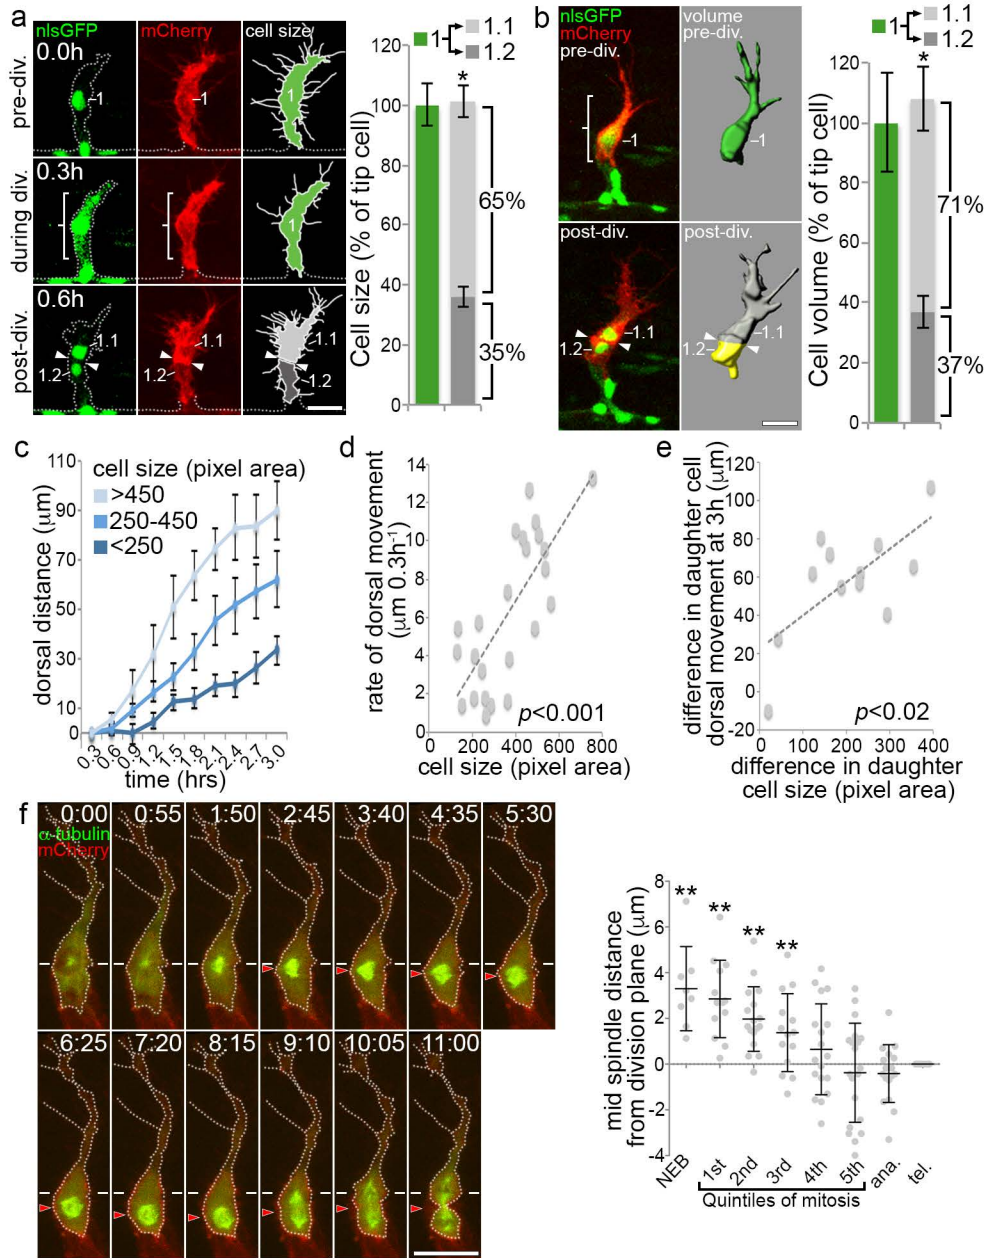 a
nlsGFP
mCherry
cell size
0.0h
1
1
pre-div.
0.3h
1
during div.
0.6h
1.1
1.1
1.1
1.2
1.2
1.2
post-div.
1
1.1
1.2
Cell size (% of tip cell)
120
100
80
60
40
20
0
*
65%
35%
b
nlsGFP
mCherry
pre-div.
volume
pre-div.
1
1
post-div.
post-div.
1.1
1.1
1.2
1.2
1
1.1
1.2
Cell volume (% of tip cell)
120
100
80
60
40
20
0
*
71%
37%
c
110
90
70
50
30
10
0
dorsal distance (μm)
cell size (pixel area)
>450
250-450
<250
0.3
0.6
0.9
1.2
1.5
1.8
2.1
2.4
2.7
3.0
time (hrs)
d
rate of dorsal movement
(μm 0.3h-1)
14
12
10
8
6
4
2
0
p<0.001
0
200
400
600
800
cell size (pixel area)
e
difference in daughter cell
dorsal movement at 3h (μm)
120
100
80
60
40
20
0
-20
p<0.02
0
100
200
300
400
difference in daughter
cell size (pixel area)
f
0:00
0:55
1:50
2:45
3:40
4:35
5:30
α-tubulin
mCherry
6:25
7:20
8:15
9:10
10:05
11:00
mid spindle distance
from division plane (μm)
8
6
4
2
0
-2
-4
**
**
**
**
NEB
1st
2nd
3rd
4th
5th
ana.
tel.
Quintiles of mitosis